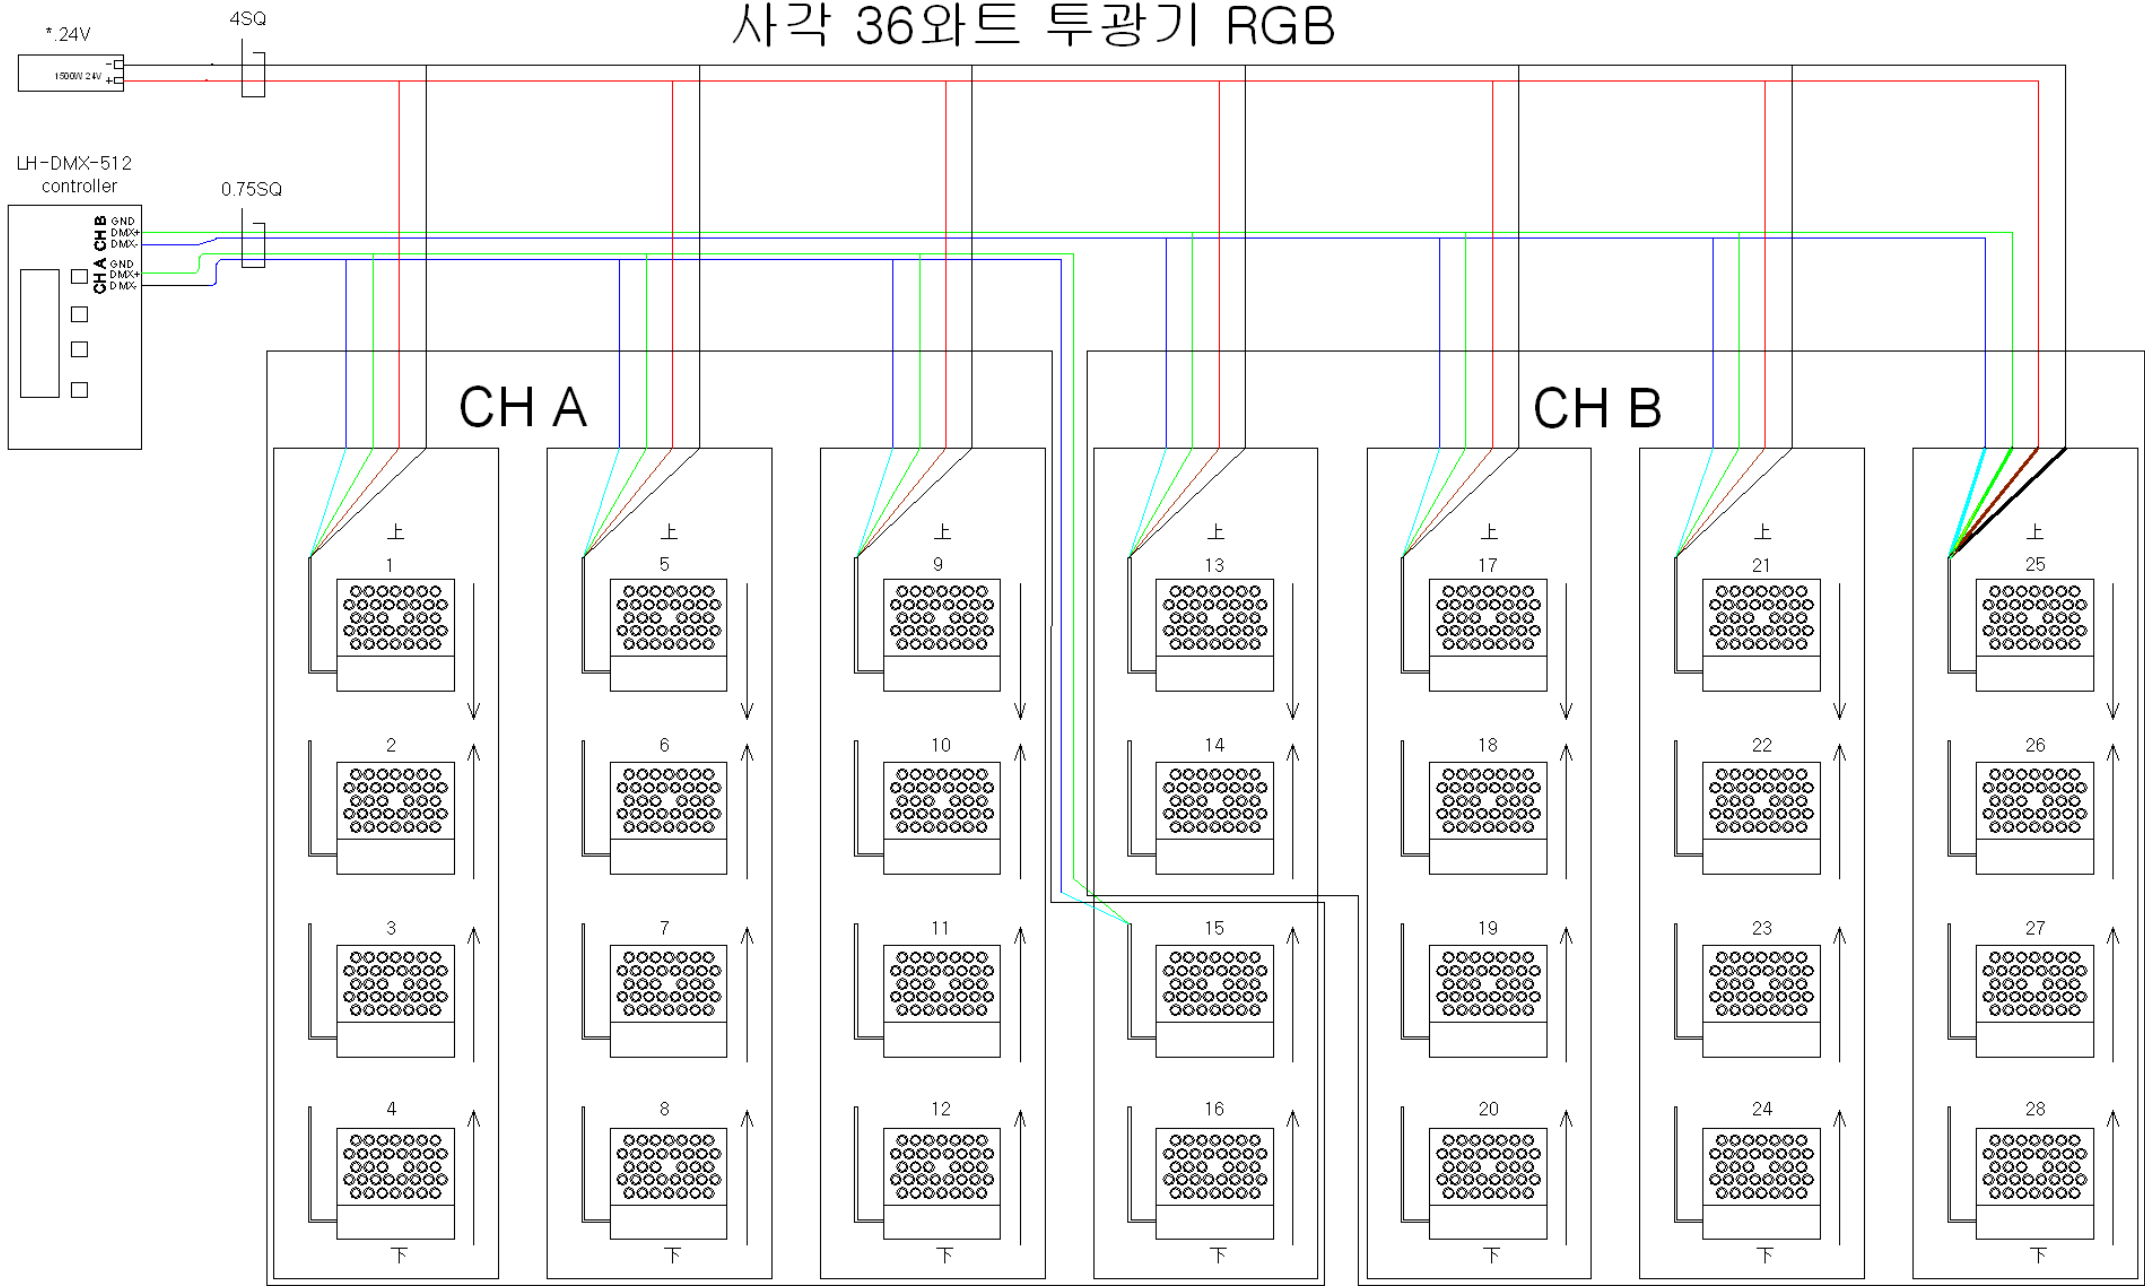 사각 36와트 투광기 RGB
4SQ
*.24V
-
1500W 24V +
LH-DMX-512
controller
0.75SQ
CH B
GND
DMX+
DMX-
CH A
GND
DMX+
DMX-
CH A
CH B
上 上 上 上 上 上 上
1 5 9 13 17 21 25
2 6 10 14 18 22 26
3 7 11 15 19 23 27
4 8 12 16 20 24 28
下 下 下 下 下 下 下